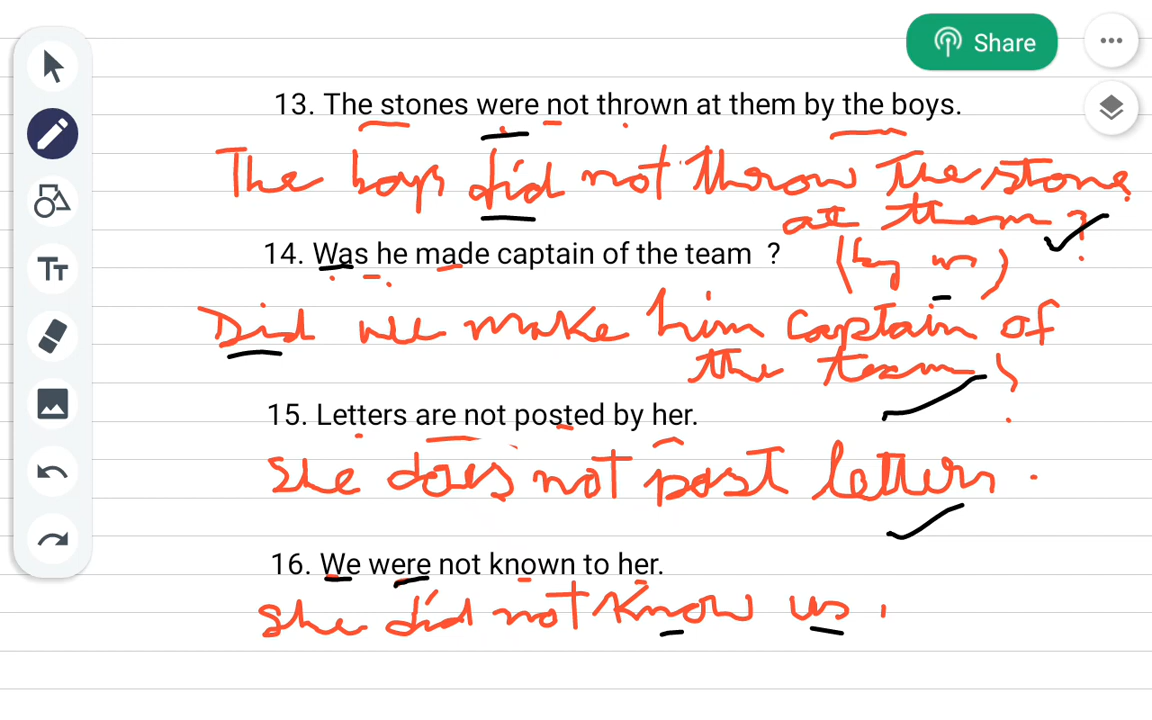 Share
13. The stones were not thrown at them by the boys.
The boys did not throw the stones
at them?
14. Was he made captain of the team ?
(by us)
Did we make him captain of
the team?
15. Letters are not posted by her.
She does not post letters.
16. We were not known to her.
She did not know us.